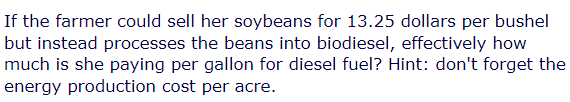 If the farmer could sell her soybeans for 13.25 dollars per bushel
but instead processes the beans into biodiesel, effectively how
much is she paying per gallon for diesel fuel? Hint: don't forget the
energy production cost per acre.